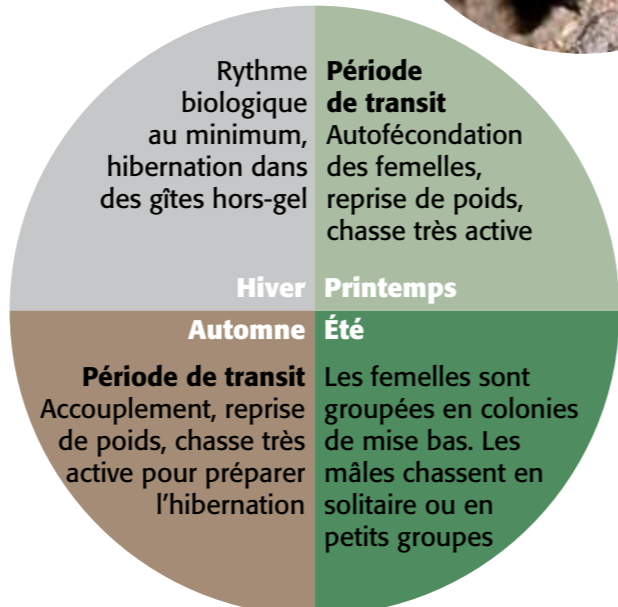 Rythme
biologique
au minimum,
hibernation dans
des gîtes hors-gel
Hiver
Période
de transit
Autofécondation
des femelles,
reprise de poids,
chasse très active
Printemps
Automne
Période de transit
Accouplement, reprise
de poids, chasse très
active pour préparer
l’hibernation
Été
Les femelles sont
groupées en colonies
de mise bas. Les
mâles chassent en
solitaire ou en
petits groupes